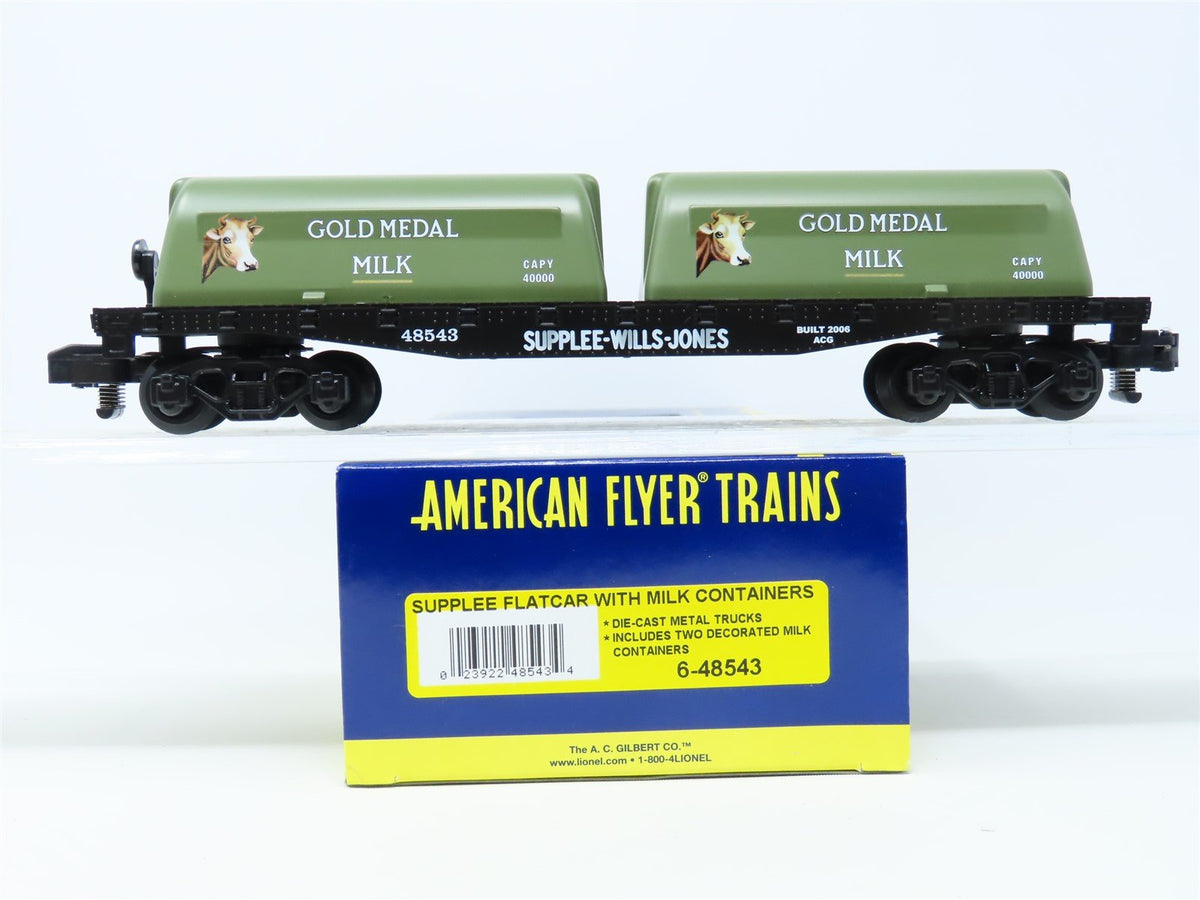 GOLD MEDAL
MILK
CAPY
40000
GOLD MEDAL
MILK
CAPY
40000
48543
SUPPLEE-WILLS-JONES
BUILT 2006
ACG
AMERICAN FLYER® TRAINS
SUPPLEE FLATCAR WITH MILK CONTAINERS
* DIE-CAST METAL TRUCKS
* INCLUDES TWO DECORATED MILK
CONTAINERS
6-48543
0 23922 48543 4
The A. C. GILBERT CO.™
www.lionel.com • 1-800-4LIONEL